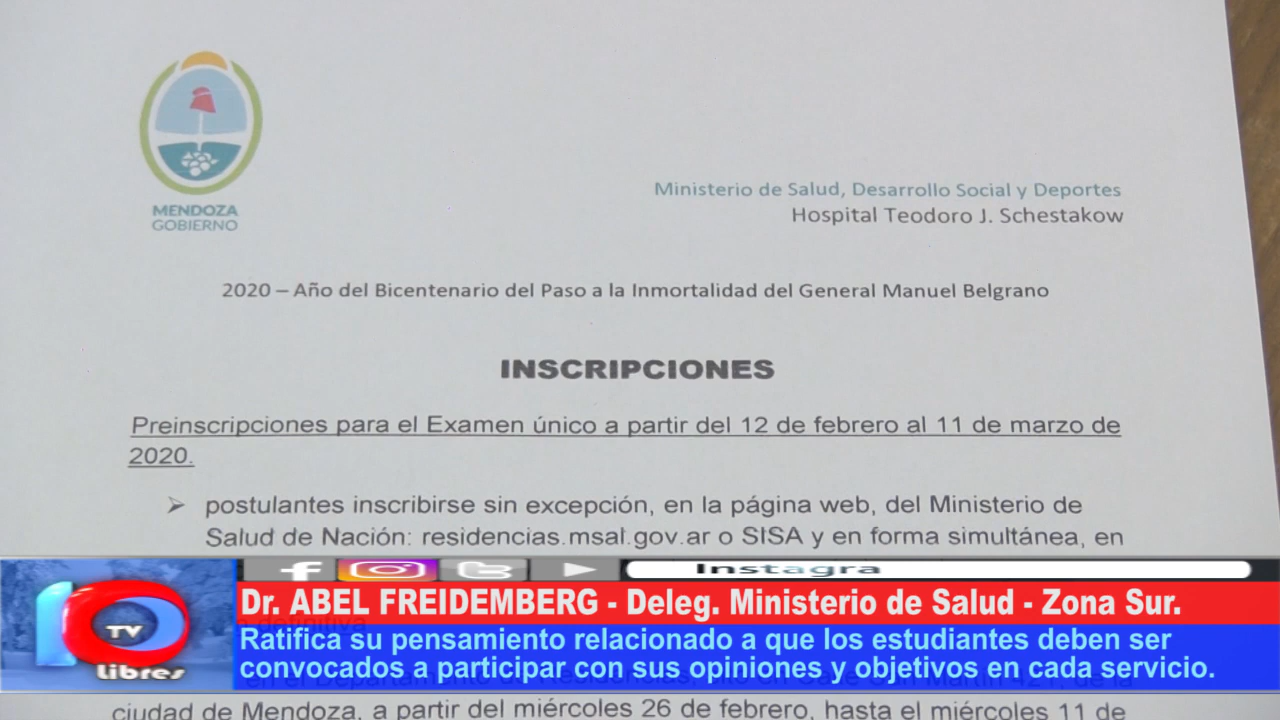 MENDOZA
GOBIERNO
Ministerio de Salud, Desarrollo Social y Deportes
Hospital Teodoro J. Schestakow
2020 – Año del Bicentenario del Paso a la Inmortalidad del General Manuel Belgrano
INSCRIPCIONES
Preinscripciones para el Examen único a partir del 12 de febrero al 11 de marzo de
2020.
➢ postulantes inscribirse sin excepción, en la página web, del Ministerio de
Salud de Nación: residencias.msal.gov.ar o SISA y en forma simultánea, en
Instagra
10
TV
libres
Dr. ABEL FREIDEMBERG - Deleg. Ministerio de Salud - Zona Sur.
definitiva
Ratifica su pensamiento relacionado a que los estudiantes deben ser
convocados a participar con sus opiniones y objetivos en cada servicio.
ciudad de Mendoza, a partir del miércoles 26 de febrero, hasta el miércoles 11 de